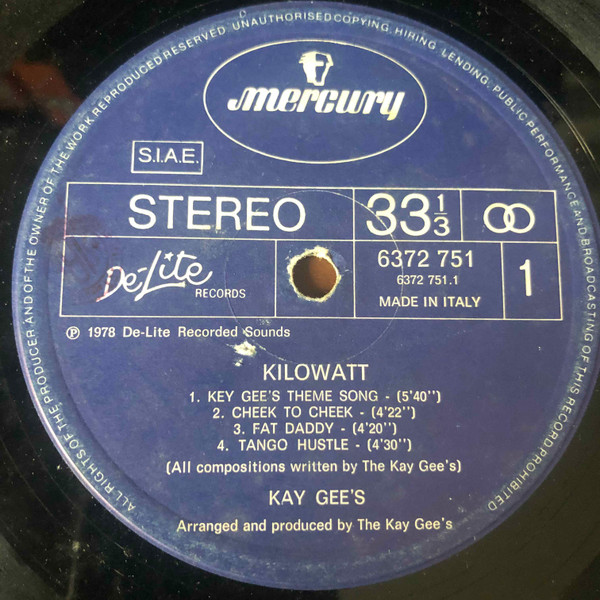 ALL RIGHTS OF THE PRODUCER AND OF THE OWNER OF THE WORK REPRODUCED RESERVED. UNAUTHORISED COPYING. HIRING. LENDING. PUBLIC PERFORMANCE AND BROADCASTING OF THIS RECORD PROHIBITED
mercury
S.I.A.E.
STEREO
33 1/3
De-Lite
RECORDS
6372 751
6372 751.1
MADE IN ITALY
1
℗ 1978 De-Lite Recorded Sounds
KILOWATT
1. KEY GEE'S THEME SONG - (5'40'')
2. CHEEK TO CHEEK - (4'22'')
3. FAT DADDY - (4'20'')
4. TANGO HUSTLE - (4'30'')
(All compositions written by The Kay Gee's)
KAY GEE'S
Arranged and produced by The Kay Gee's